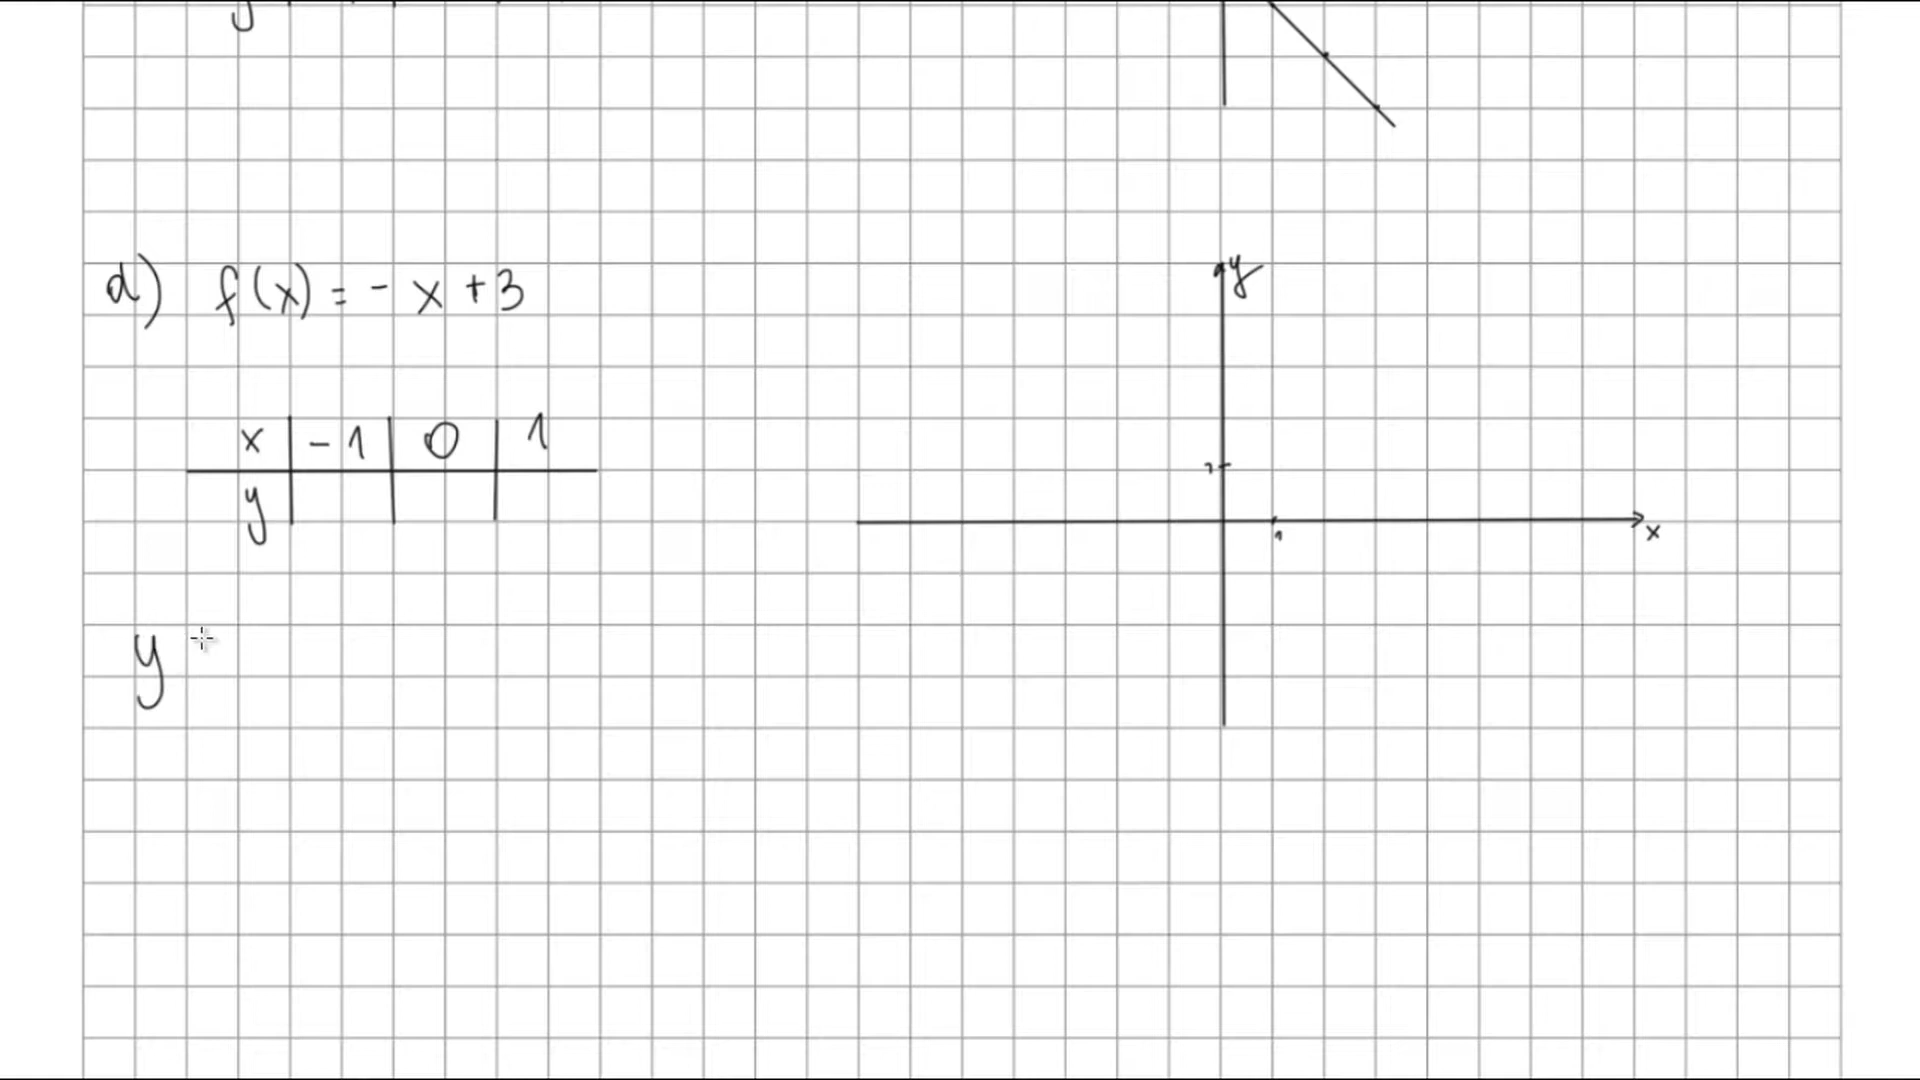 y
d) f(x) = - x + 3
y
x | -1 | 0 | 1
y | | |
1
x
1
y